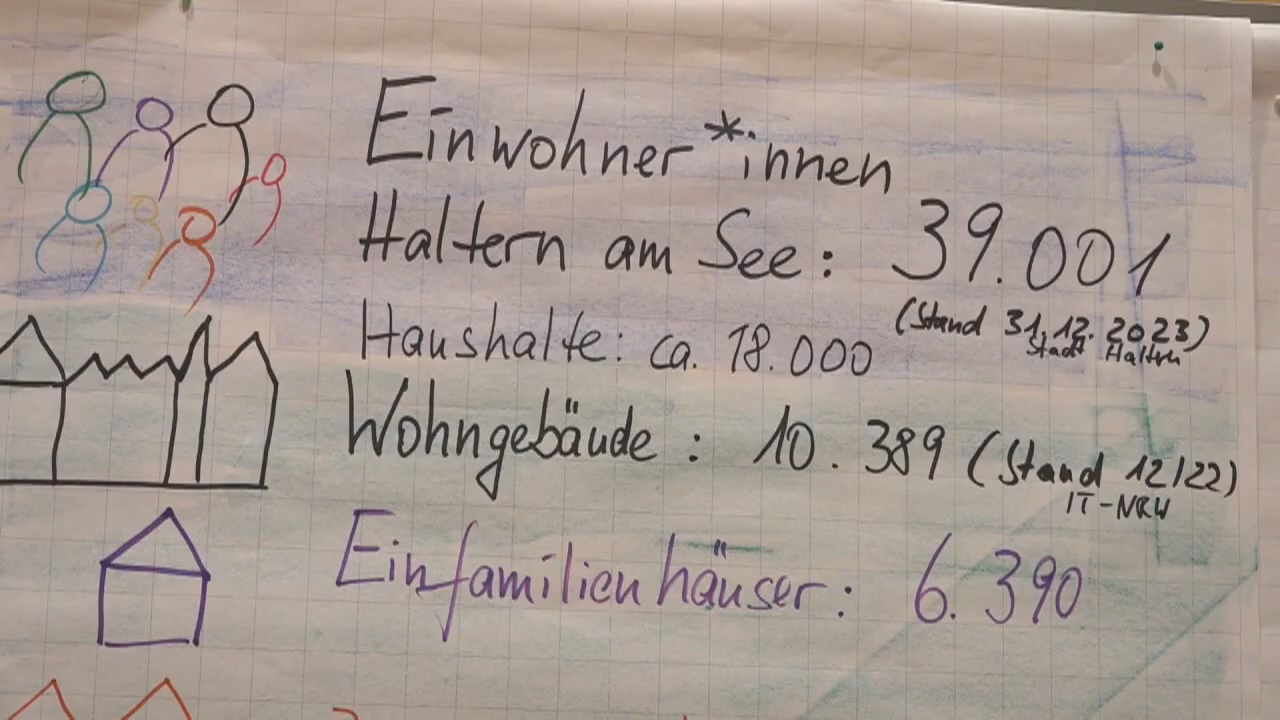 Einwohner*innen
Haltern am See: 39.001
(Stand 31.12.2023)
Stadt Haltern
Haushalte: ca. 18.000
Wohngebäude: 10.389 (Stand 12/22)
IT-NRW
Einfamilienhäuser: 6.390